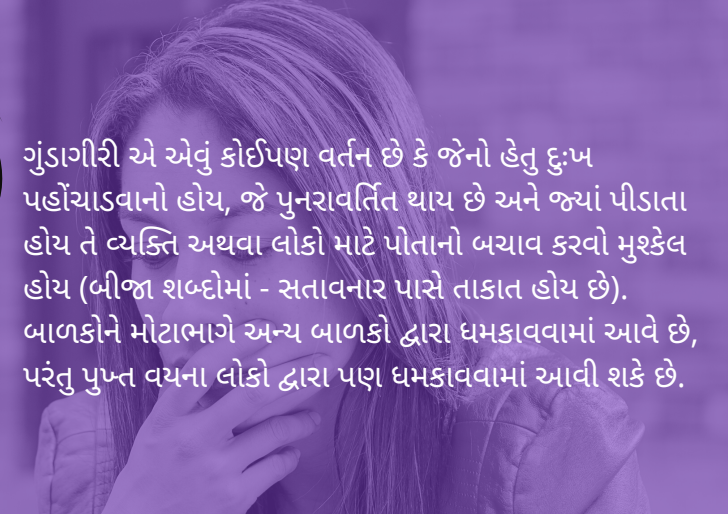 ગુંડાગીરી એ એવું કોઈપણ વર્તન છે કે જેનો હેતુ દુઃખ
પહોંચાડવાનો હોય, જે પુનરાવર્તિત થાય છે અને જ્યાં પીડાતા
હોય તે વ્યક્તિ અથવા લોકો માટે પોતાનો બચાવ કરવો મુશ્કેલ
હોય (બીજા શબ્દોમાં - સતાવનાર પાસે તાકાત હોય છે).
બાળકોને મોટાભાગે અન્ય બાળકો દ્વારા ધમકાવવામાં આવે છે,
પરંતુ પુખ્ત વયના લોકો દ્વારા પણ ધમકાવવામાં આવી શકે છે.